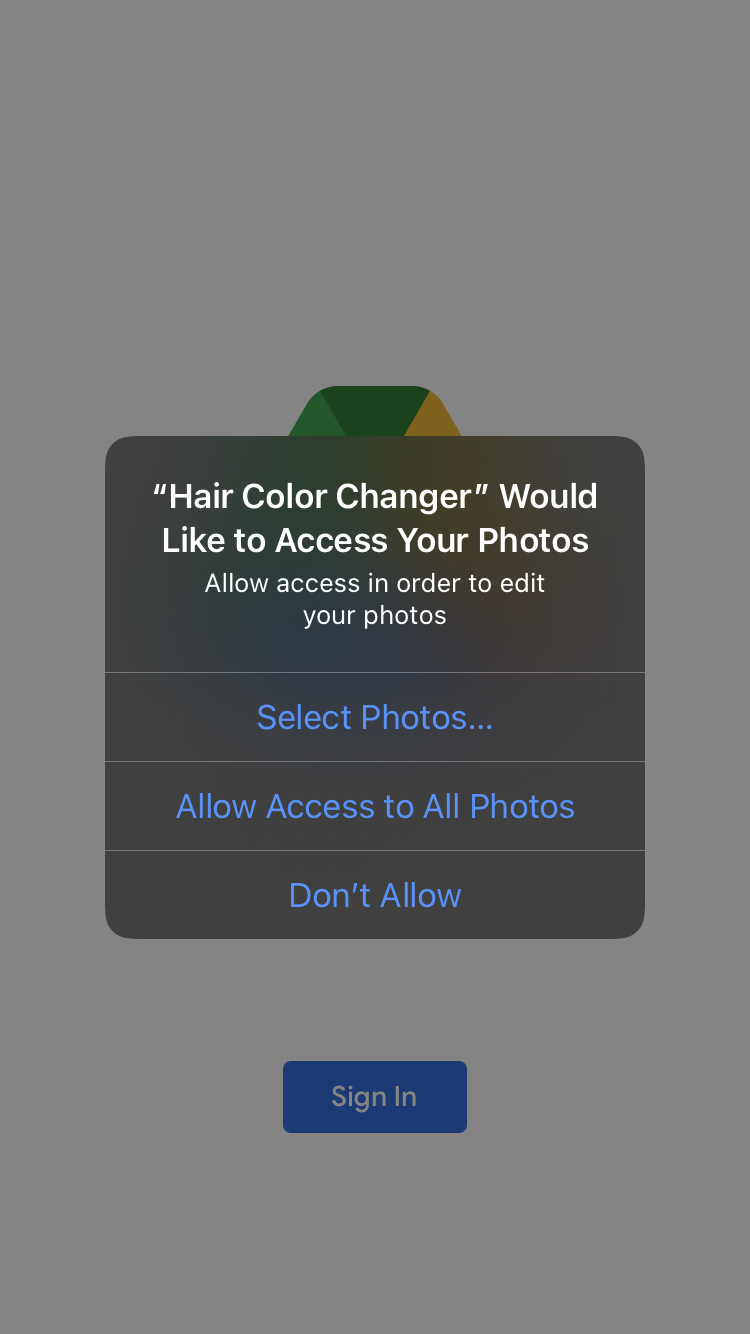 “Hair Color Changer” Would
Like to Access Your Photos
Allow access in order to edit
your photos
Select Photos...
Allow Access to All Photos
Don’t Allow
Sign In